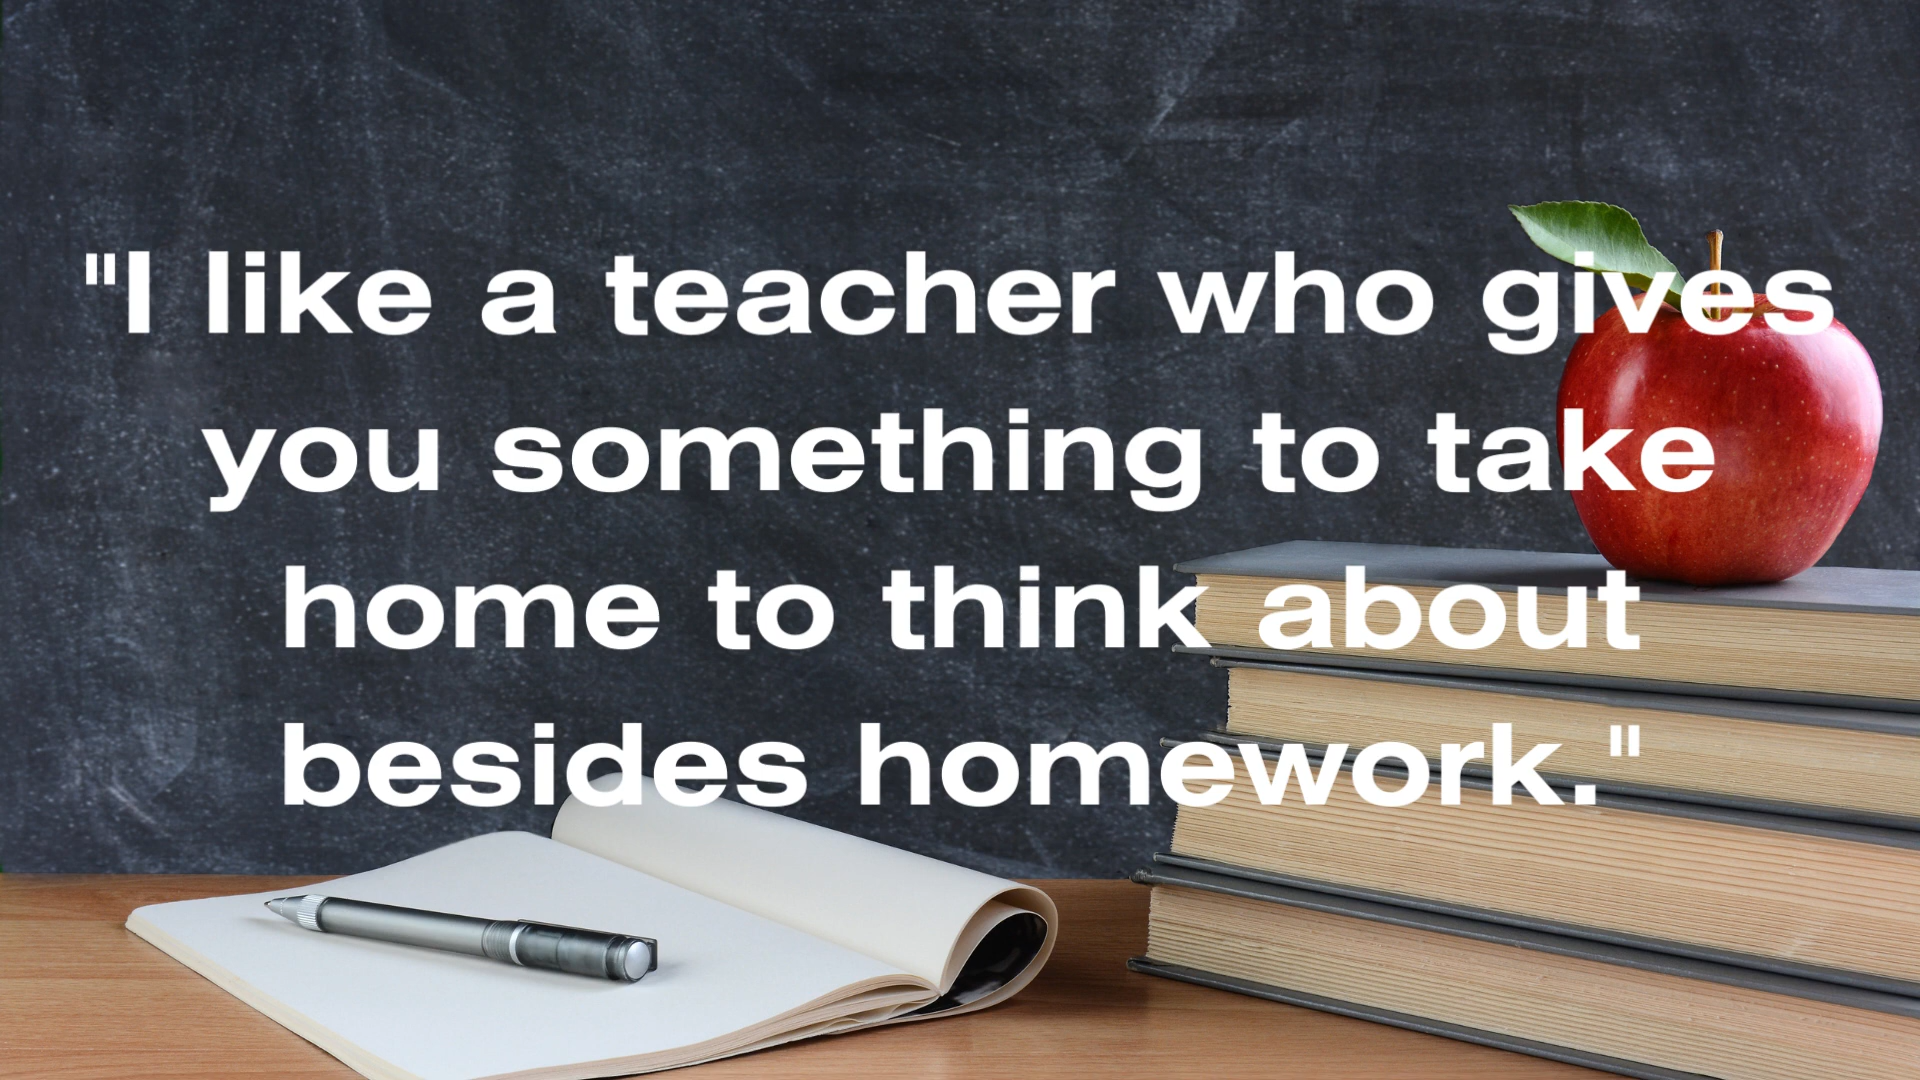 "I like a teacher who gives
you something to take
home to think about
besides homework."